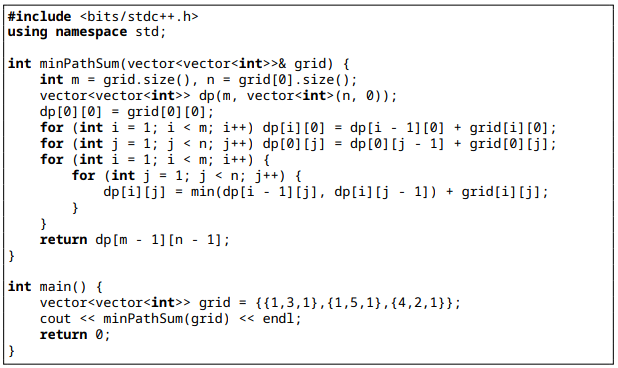 #include <bits/stdc++.h>
using namespace std;

int minPathSum(vector<vector<int>>& grid) {
    int m = grid.size(), n = grid[0].size();
    vector<vector<int>> dp(m, vector<int>(n, 0));
    dp[0][0] = grid[0][0];
    for (int i = 1; i < m; i++) dp[i][0] = dp[i - 1][0] + grid[i][0];
    for (int j = 1; j < n; j++) dp[0][j] = dp[0][j - 1] + grid[0][j];
    for (int i = 1; i < m; i++) {
        for (int j = 1; j < n; j++) {
            dp[i][j] = min(dp[i - 1][j], dp[i][j - 1]) + grid[i][j];
        }
    }
    return dp[m - 1][n - 1];
}

int main() {
    vector<vector<int>> grid = {{1,3,1},{1,5,1},{4,2,1}};
    cout << minPathSum(grid) << endl;
    return 0;
}